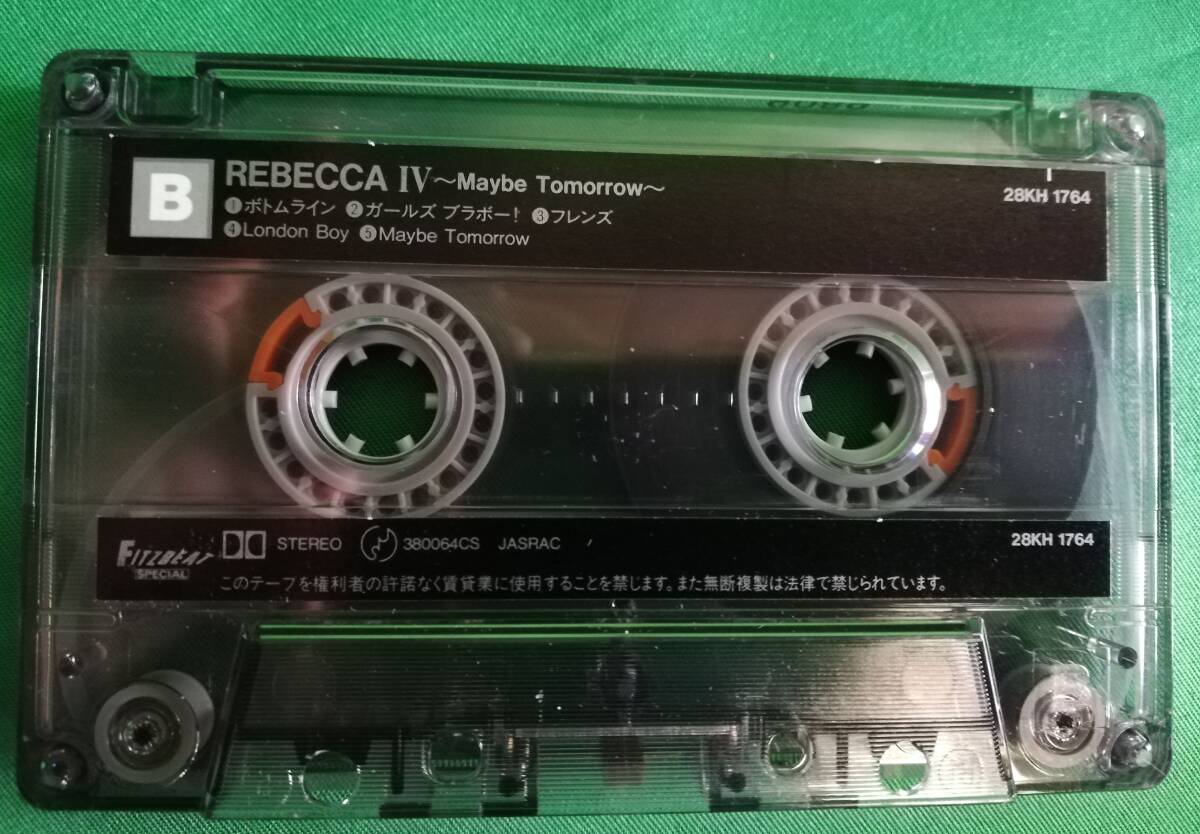 B
REBECCA IV ~Maybe Tomorrow~
28KH 1764
❶ボトムライン ❷ガールズ ブラボー! ❸フレンズ
❹London Boy ❺Maybe Tomorrow
FITZBEAT
SPECIAL
STEREO 380064CS JASRAC
28KH 1764
このテープを権利者の許諾なく賃貸業に使用することを禁じます。また無断複製は法律で禁じられています。